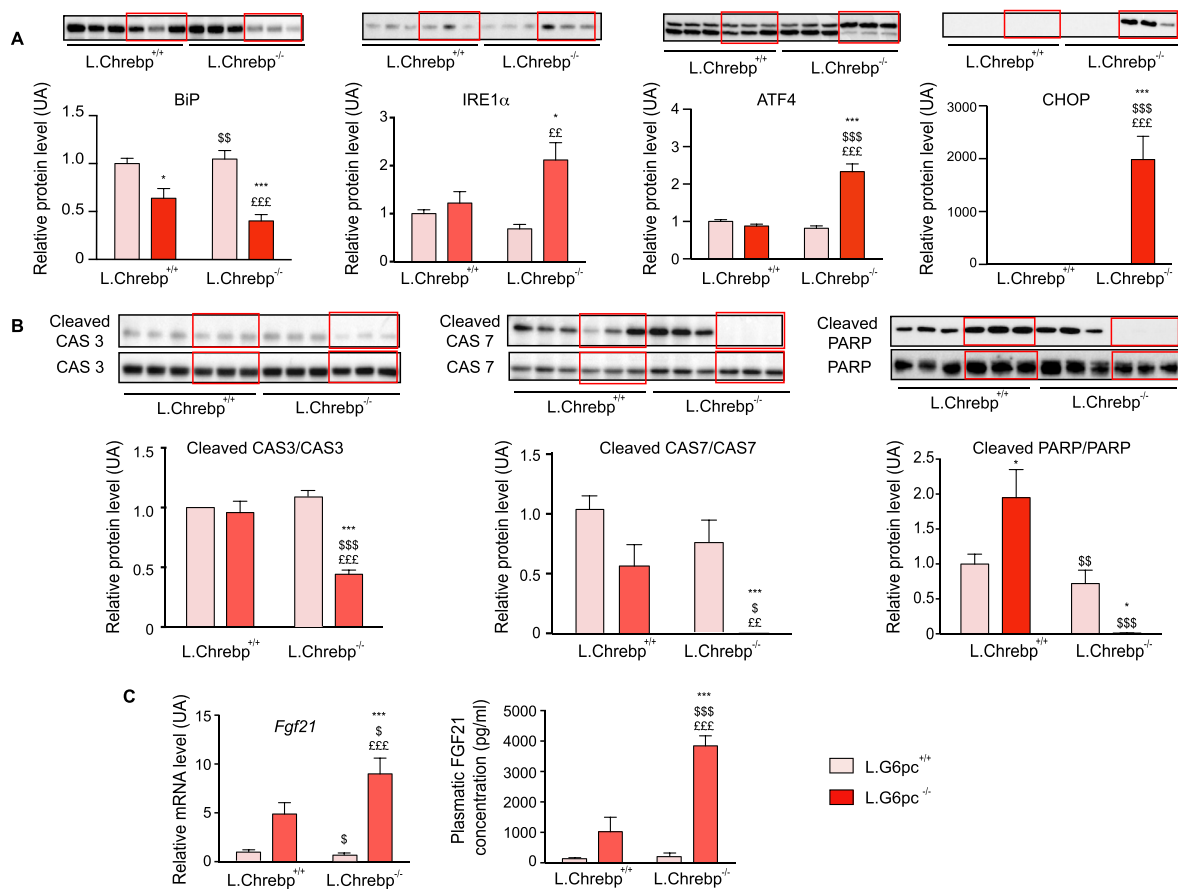 A
L.Chrebp+/+ L.Chrebp-/- L.Chrebp+/+ L.Chrebp-/- L.Chrebp+/+ L.Chrebp-/- L.Chrebp+/+ L.Chrebp-/-
BiP
Relative protein level (UA)
1.5
1.0
0.5
0
*
$$
***
£££
L.Chrebp+/+ L.Chrebp-/-
IRE1α
Relative protein level (UA)
3
2
1
0
*
££
L.Chrebp+/+ L.Chrebp-/-
ATF4
Relative protein level (UA)
4
3
2
1
0
***
$$$
£££
L.Chrebp+/+ L.Chrebp-/-
CHOP
Relative protein level (UA)
3000
2000
1000
0
***
$$$
£££
L.Chrebp+/+ L.Chrebp-/-
B
Cleaved
CAS 3
CAS 3
L.Chrebp+/+ L.Chrebp-/-
Cleaved
CAS 7
CAS 7
L.Chrebp+/+ L.Chrebp-/-
Cleaved
PARP
PARP
L.Chrebp+/+ L.Chrebp-/-
Cleaved CAS3/CAS3
Relative protein level (UA)
1.5
1.0
0.5
0
***
$$$
£££
L.Chrebp+/+ L.Chrebp-/-
Cleaved CAS7/CAS7
Relative protein level (UA)
1.5
1.0
0.5
0
***
$
££
L.Chrebp+/+ L.Chrebp-/-
Cleaved PARP/PARP
Relative protein level (UA)
2.5
2.0
1.5
1.0
0.5
0
*
$$
*
$$$
L.Chrebp+/+ L.Chrebp-/-
C
Fgf21
Relative mRNA level (UA)
15
10
5
0
$
***
$
£££
L.Chrebp+/+ L.Chrebp-/-
Plasmatic FGF21
concentration (pg/ml)
5000
4000
3000
2000
1000
0
***
$$$
£££
L.Chrebp+/+ L.Chrebp-/-
L.G6pc+/+
L.G6pc-/-